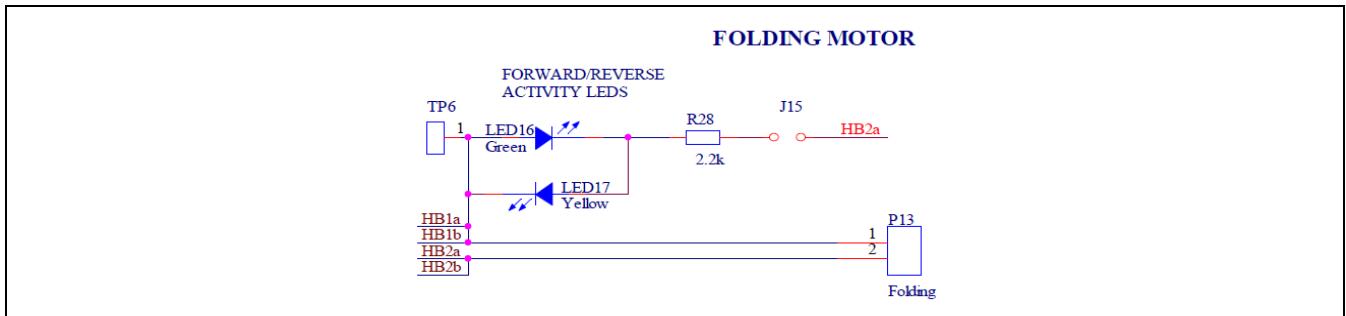 FOLDING MOTOR
FORWARD/REVERSE
ACTIVITY LEDS
TP6
1
LED16
Green
R28
2.2k
J15
HB2a
LED17
Yellow
HB1a
HB1b
HB2a
HB2b
P13
1
2
Folding